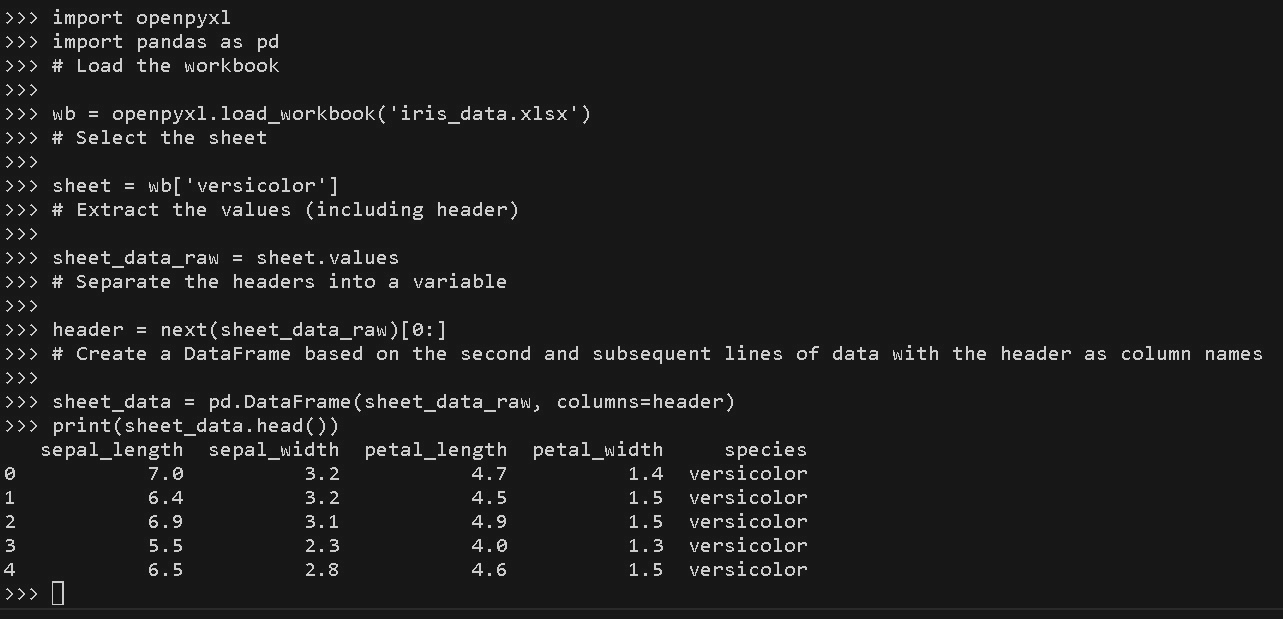 >>> import openpyxl
>>> import pandas as pd
>>> # Load the workbook
>>>
>>> wb = openpyxl.load_workbook('iris_data.xlsx')
>>> # Select the sheet
>>>
>>> sheet = wb['versicolor']
>>> # Extract the values (including header)
>>>
>>> sheet_data_raw = sheet.values
>>> # Separate the headers into a variable
>>>
>>> header = next(sheet_data_raw)[0:]
>>> # Create a DataFrame based on the second and subsequent lines of data with the header as column names
>>>
>>> sheet_data = pd.DataFrame(sheet_data_raw, columns=header)
>>> print(sheet_data.head())
   sepal_length  sepal_width  petal_length  petal_width     species
0           7.0          3.2           4.7          1.4  versicolor
1           6.4          3.2           4.5          1.5  versicolor
2           6.9          3.1           4.9          1.5  versicolor
3           5.5          2.3           4.0          1.3  versicolor
4           6.5          2.8           4.6          1.5  versicolor
>>>